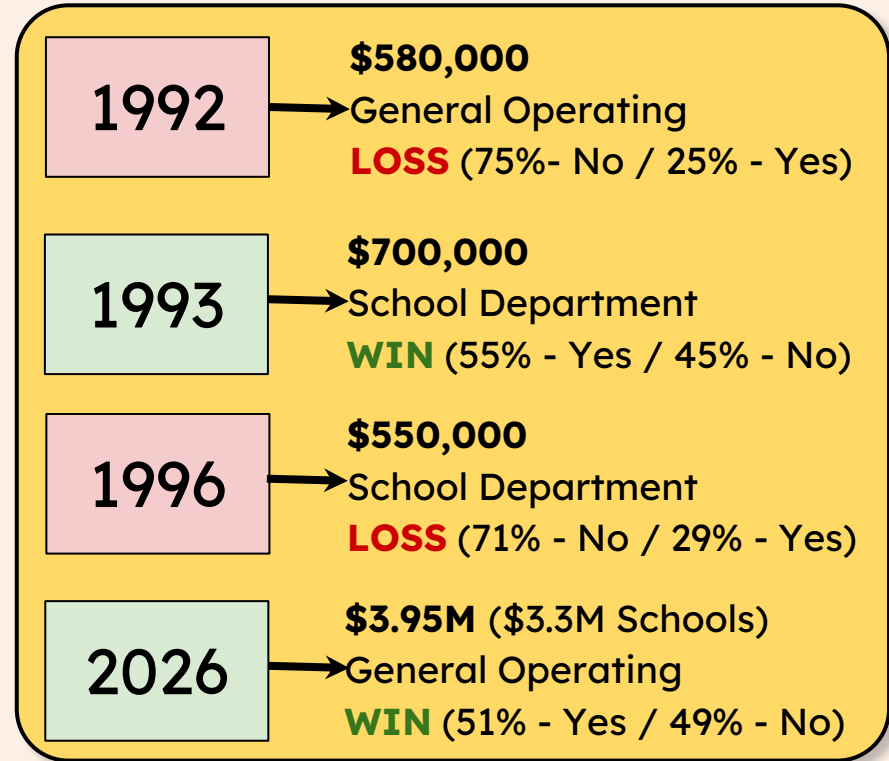 1992
$580,000
General Operating
LOSS (75%- No / 25% - Yes)
1993
$700,000
School Department
WIN (55% - Yes / 45% - No)
1996
$550,000
School Department
LOSS (71% - No / 29% - Yes)
2026
$3.95M ($3.3M Schools)
General Operating
WIN (51% - Yes / 49% - No)